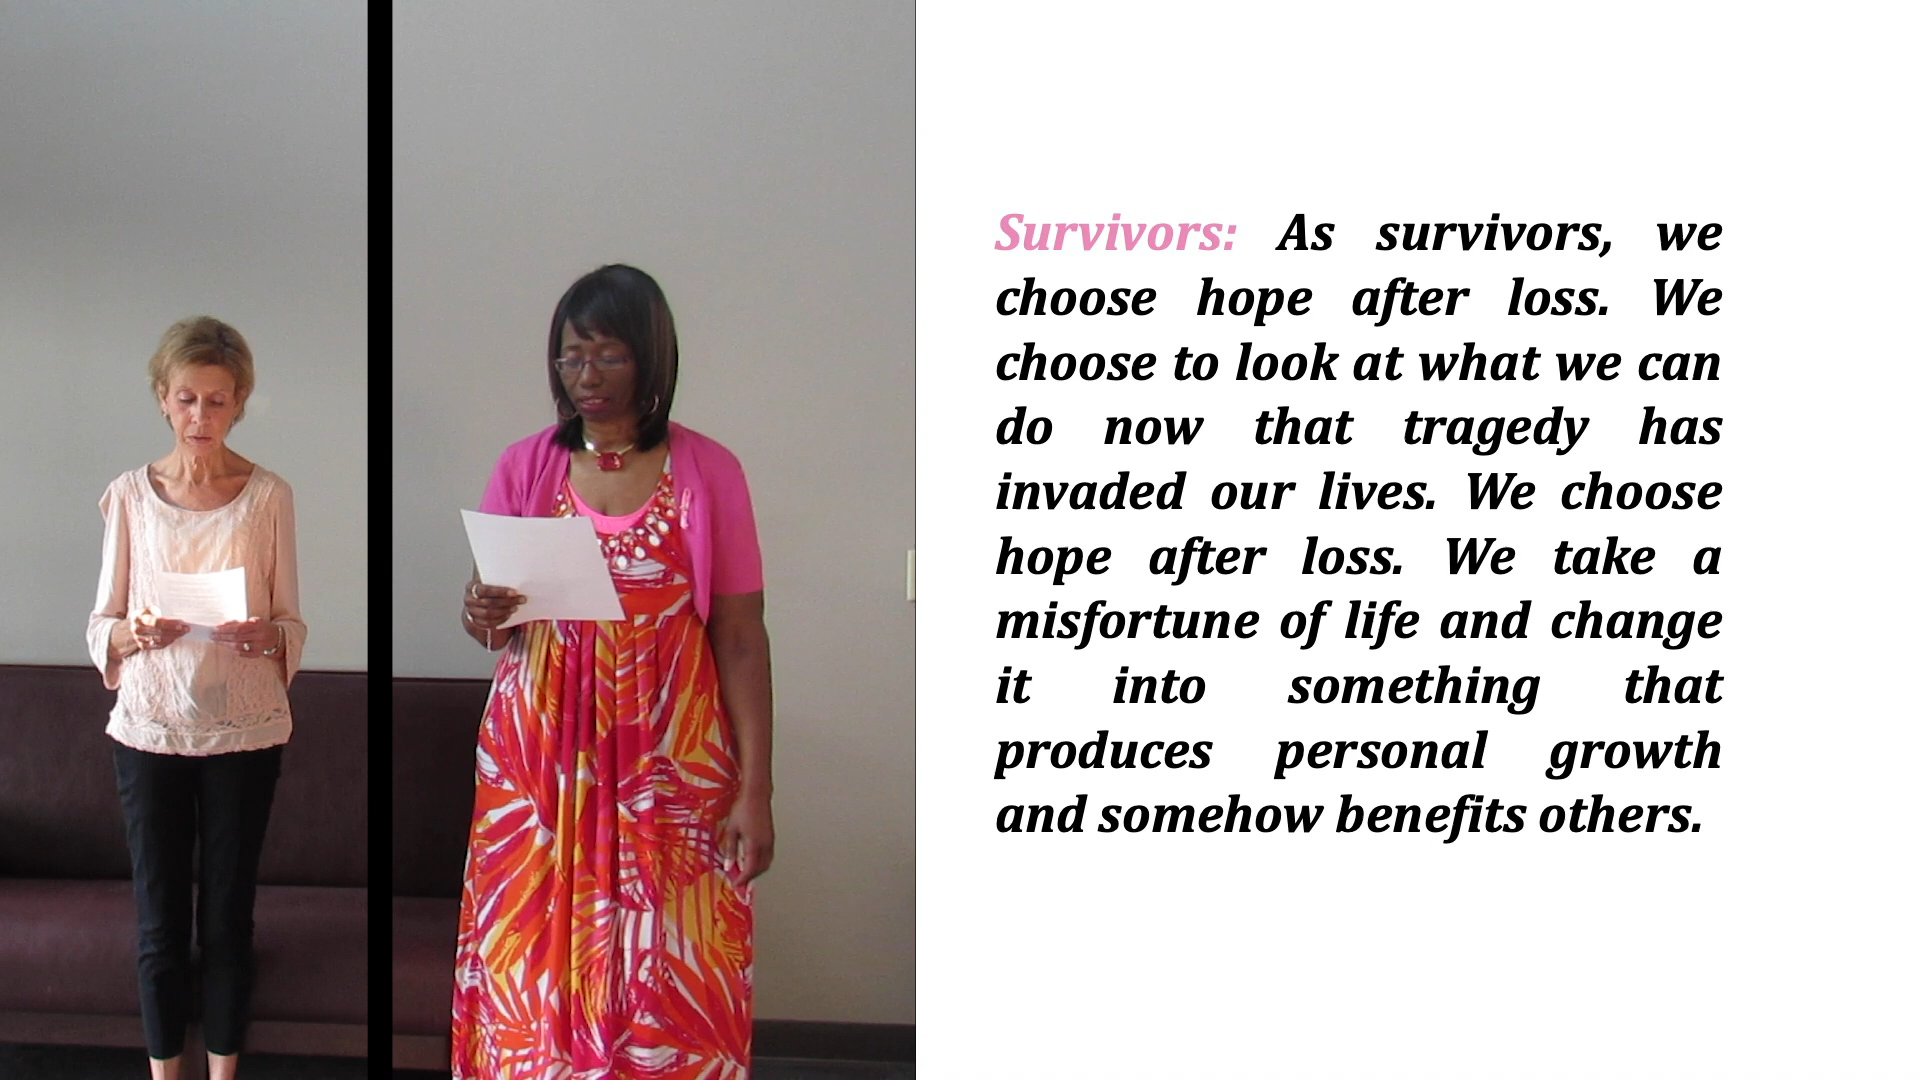 Survivors: As survivors, we
choose hope after loss. We
choose to look at what we can
do now that tragedy has
invaded our lives. We choose
hope after loss. We take a
misfortune of life and change
it into something that
produces personal growth
and somehow benefits others.